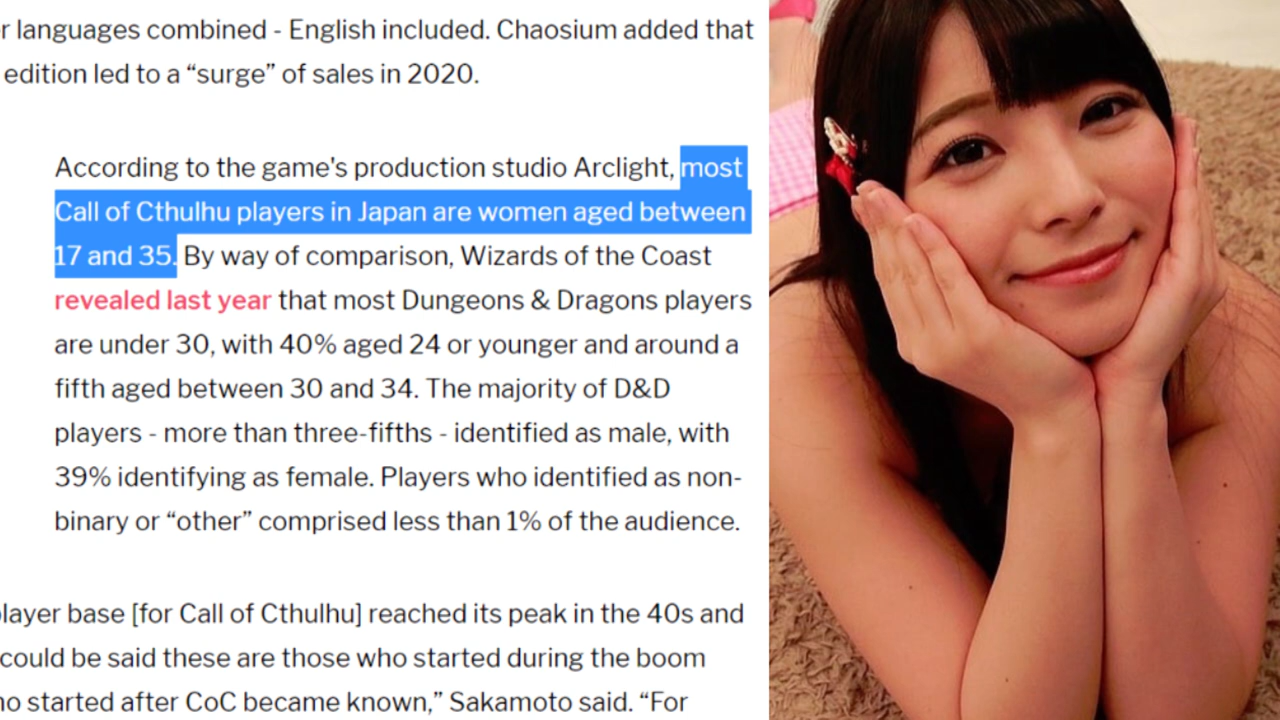 r languages combined - English included. Chaosium added that
edition led to a “surge” of sales in 2020.
According to the game's production studio Arclight, most
Call of Cthulhu players in Japan are women aged between
17 and 35. By way of comparison, Wizards of the Coast
revealed last year that most Dungeons & Dragons players
are under 30, with 40% aged 24 or younger and around a
fifth aged between 30 and 34. The majority of D&D
players - more than three-fifths - identified as male, with
39% identifying as female. Players who identified as non-
binary or “other” comprised less than 1% of the audience.
layer base [for Call of Cthulhu] reached its peak in the 40s and
could be said these are those who started during the boom
no started after CoC became known,” Sakamoto said. “For